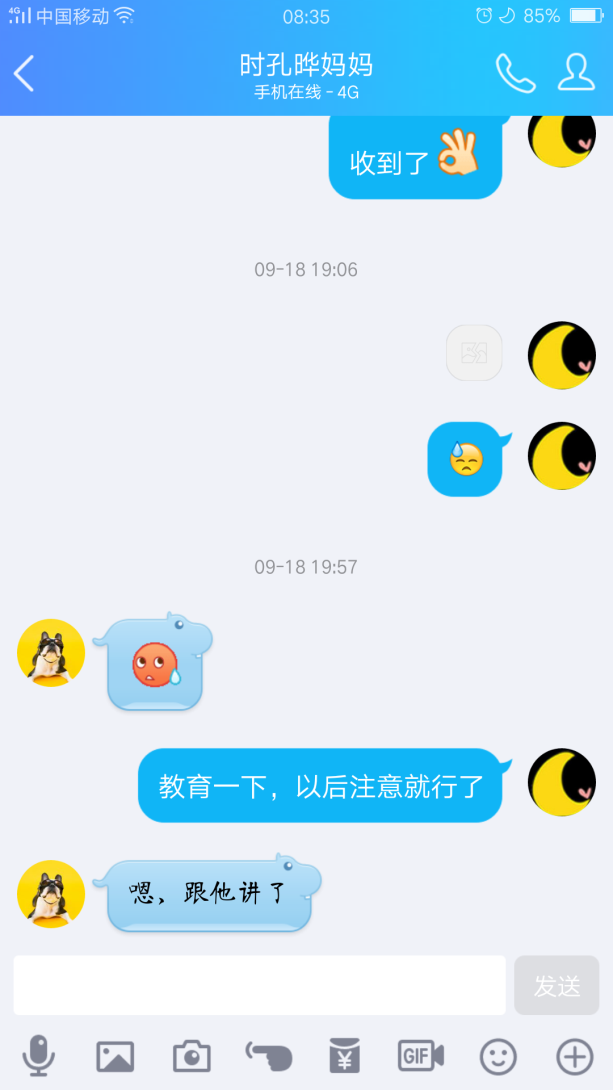 4G 中国移动 08:35 85%
时孔晔妈妈
手机在线 - 4G
收到了
09-18 19:06
09-18 19:57
教育一下，以后注意就行了
嗯，跟他讲了
发送
¥
GIF